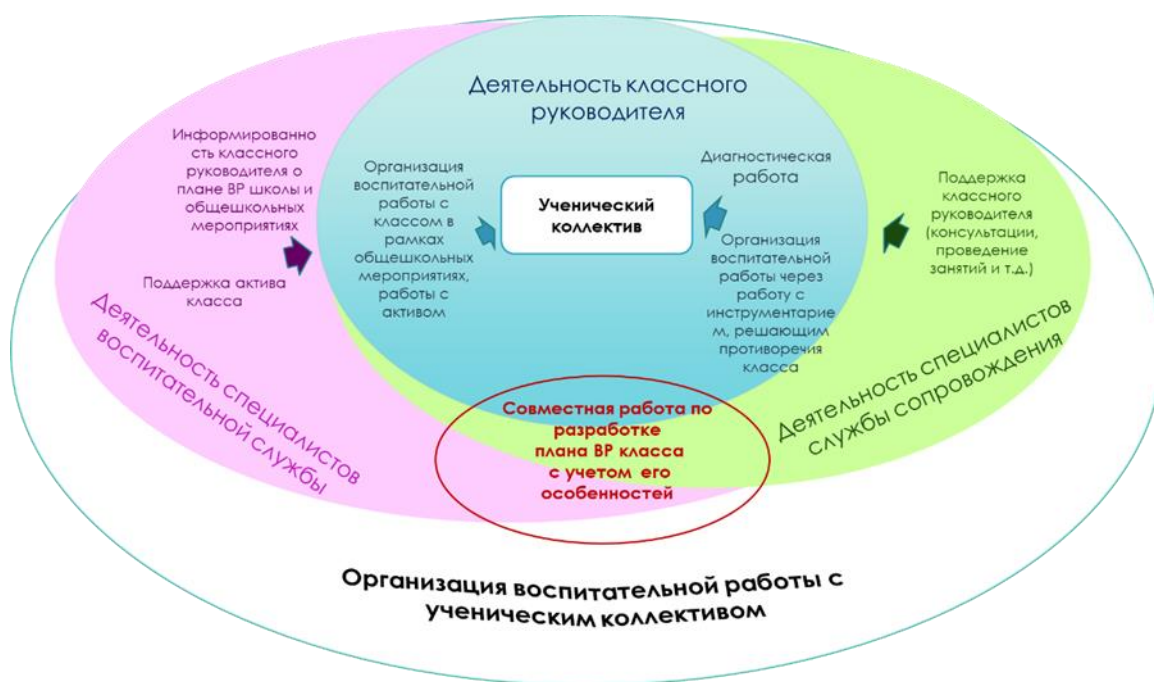 Деятельность классного
руководителя
Информированно
сть классного
руководителя о
плане ВР школы и
общешкольных
мероприятиях
Поддержка актива
класса
Организация
воспитательной
работы с
классом в
рамках
общешкольных
мероприятиях,
работы с
активом
Ученический
коллектив
Диагностическая
работа
Организация
воспитательной
работы через
работу с
инструментарие
м, решающим
противоречия
класса
Поддержка
классного
руководителя
(консультации,
проведение
занятий и т.д.)
Деятельность специалистов
воспитательной службы
Деятельность специалистов
службы сопровождения
Совместная работа по
разработке
плана ВР класса
с учетом его
особенностей
Организация воспитательной работы с
ученическим коллективом